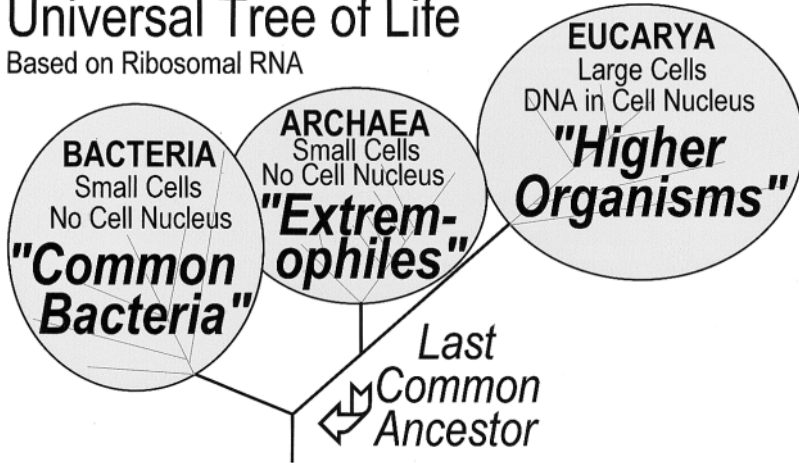 Universal Tree of Life
Based on Ribosomal RNA
BACTERIA
Small Cells
No Cell Nucleus
"Common
Bacteria"
ARCHAEA
Small Cells
No Cell Nucleus
"Extrem-
ophiles"
EUCARYA
Large Cells
DNA in Cell Nucleus
"Higher
Organisms"
Last
Common
Ancestor